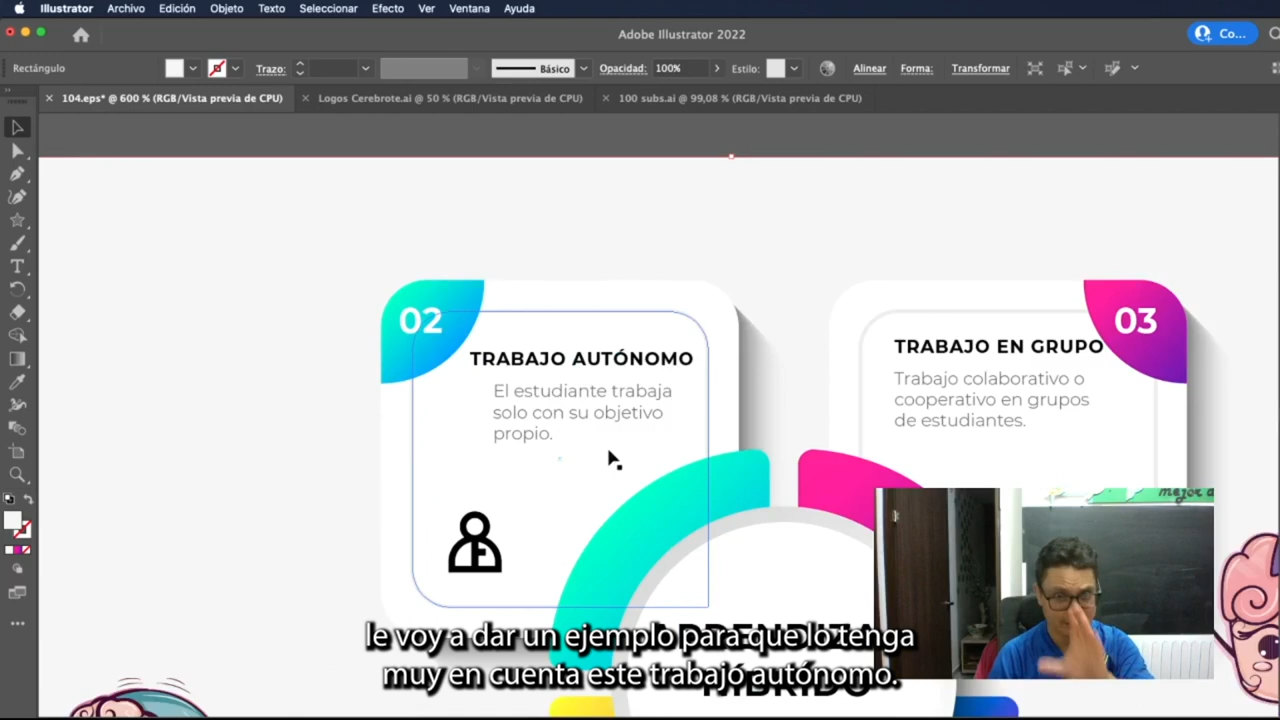 Illustrator Archivo Edición Objeto Texto Seleccionar Efecto Ver Ventana Ayuda
Adobe Illustrator 2022
Co...
Rectángulo
Trazo:
Básico
Opacidad: 100%
Estilo:
Alinear
Forma:
Transformar
104.eps* @ 600 % (RGB/Vista previa de CPU)
Logos Cerebrote.ai @ 50 % (RGB/Vista previa de CPU)
100 subs.ai @ 99,08 % (RGB/Vista previa de CPU)
02
TRABAJO AUTÓNOMO
El estudiante trabaja
solo con su objetivo
propio.
03
TRABAJO EN GRUPO
Trabajo colaborativo o
cooperativo en grupos
de estudiantes.
mejor
HÍBRIDO
le voy a dar un ejemplo para que lo tenga
muy en cuenta este trabajó autónomo.